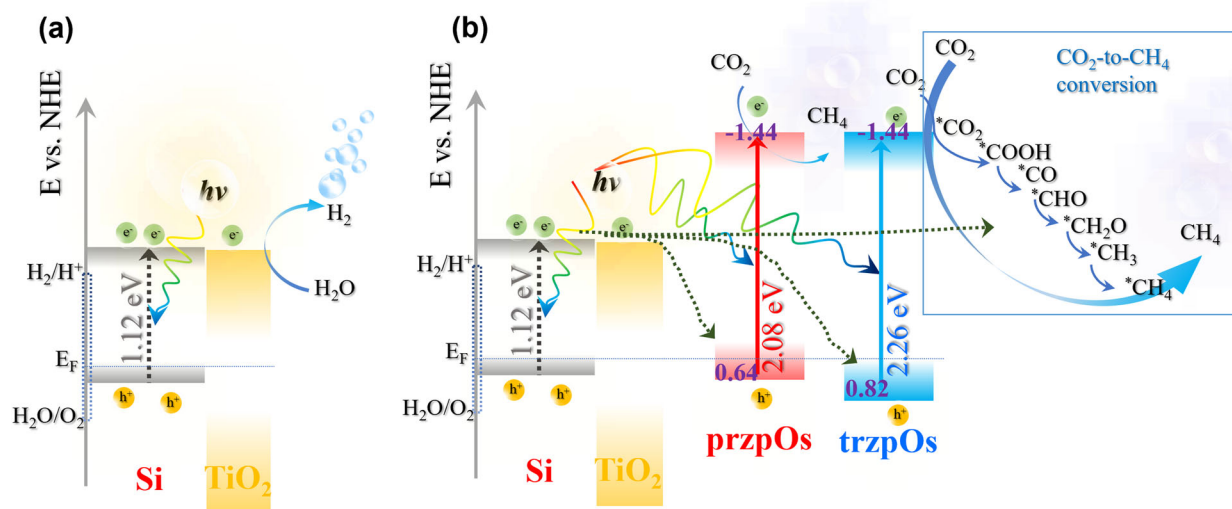 (a)
E vs. NHE
hν
e-
e-
e-
H2
H2/H+
H2O
1.12 eV
EF
h+
h+
H2O/O2
Si
TiO2
(b)
E vs. NHE
hν
e-
e-
e-
H2/H+
1.12 eV
EF
h+
h+
H2O/O2
Si
TiO2
CO2
e-
-1.44
CH4
2.08 eV
0.64
h+
przpOs
CO2
e-
-1.44
2.26 eV
0.82
h+
trzpOs
CO2
CO2-to-CH4
conversion
*CO2
*COOH
*CO
*CHO
*CH2O
*CH3
*CH4
CH4